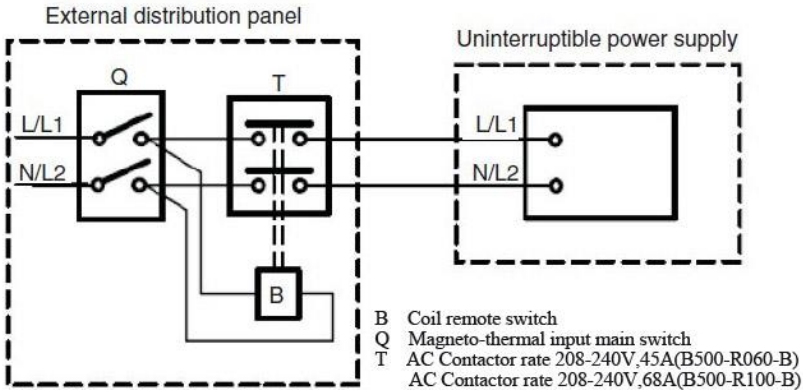 External distribution panel
Uninterruptible power supply
Q
T
L/L1
L/L1
N/L2
N/L2
B
B Coil remote switch
Q Magneto-thermal input main switch
T AC Contactor rate 208-240V,45A(B500-R060-B)
AC Contactor rate 208-240V,68A(B500-R100-B)